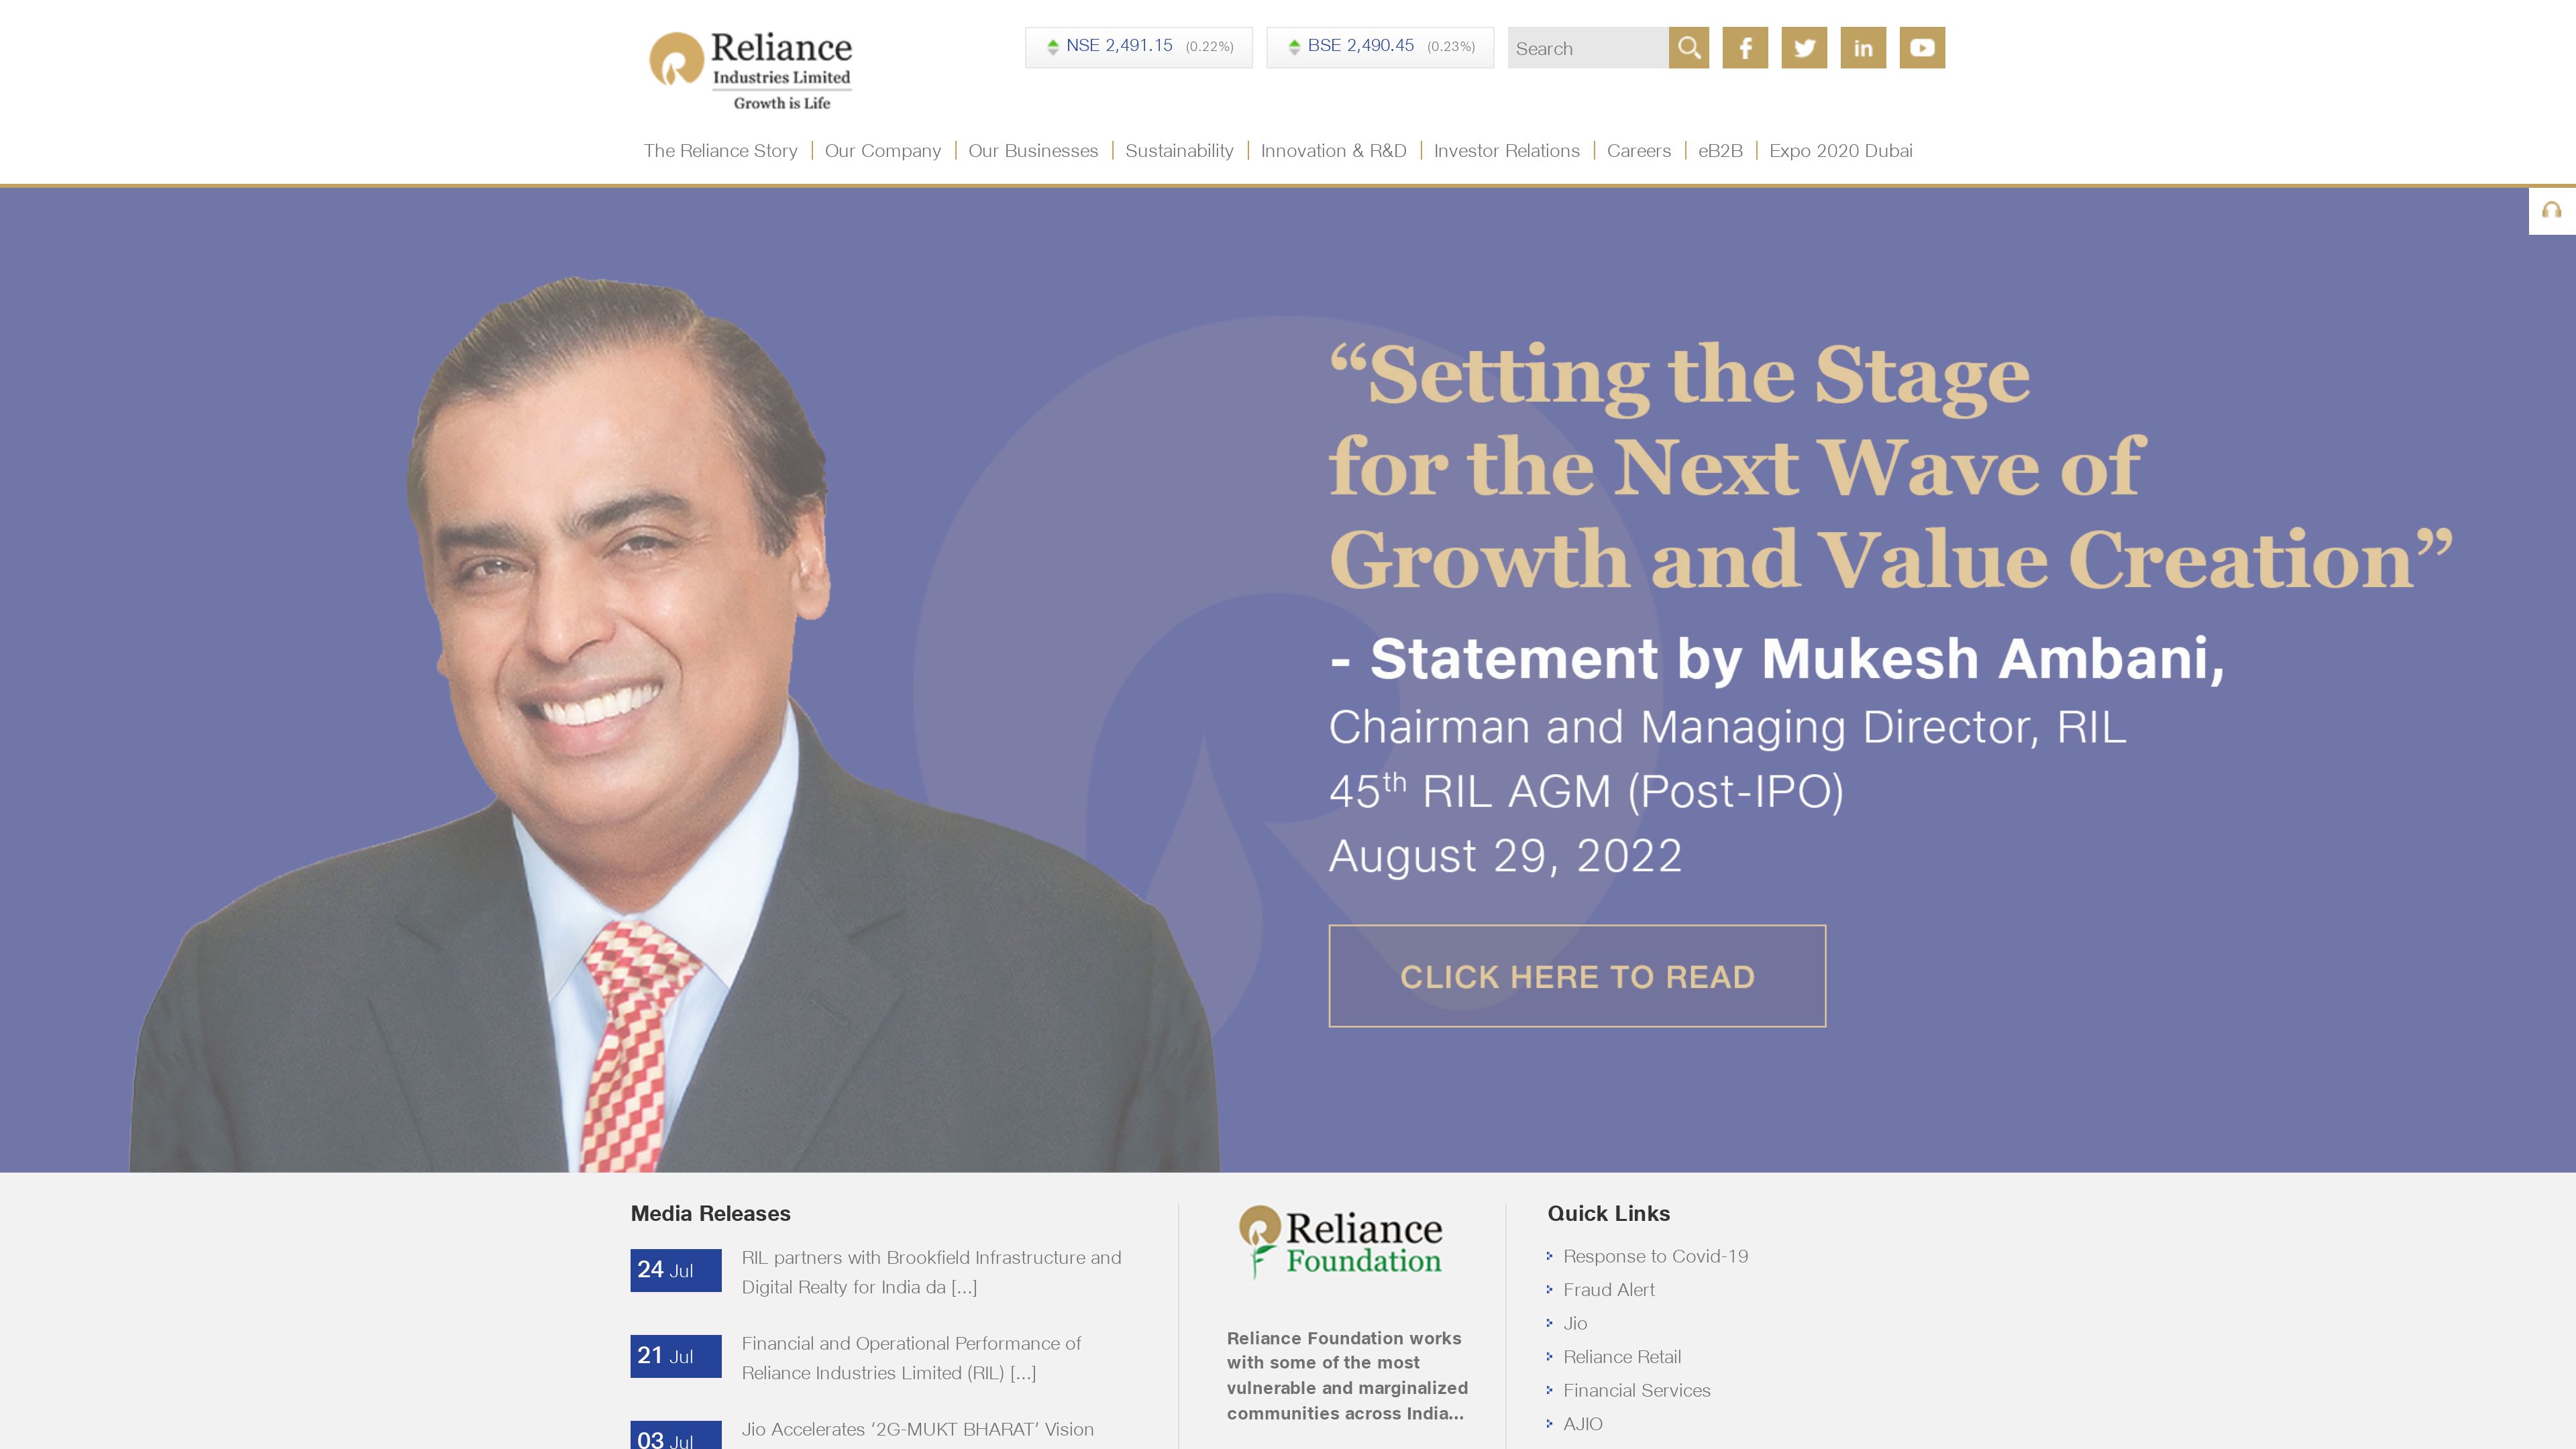 Reliance
Industries Limited
Growth is Life
NSE 2,491.15 (0.22%)
BSE 2,490.45 (0.23%)
Search
The Reliance Story
Our Company
Our Businesses
Sustainability
Innovation & R&D
Investor Relations
Careers
eB2B
Expo 2020 Dubai
“Setting the Stage
for the Next Wave of
Growth and Value Creation”
- Statement by Mukesh Ambani,
Chairman and Managing Director, RIL
45th RIL AGM (Post-IPO)
August 29, 2022
CLICK HERE TO READ
Media Releases
24 Jul
RIL partners with Brookfield Infrastructure and
Digital Realty for India da [...]
21 Jul
Financial and Operational Performance of
Reliance Industries Limited (RIL) [...]
03 Jul
Jio Accelerates ‘2G-MUKT BHARAT’ Vision
Reliance
Foundation
Reliance Foundation works
with some of the most
vulnerable and marginalized
communities across India...
Quick Links
Response to Covid-19
Fraud Alert
Jio
Reliance Retail
Financial Services
AJIO